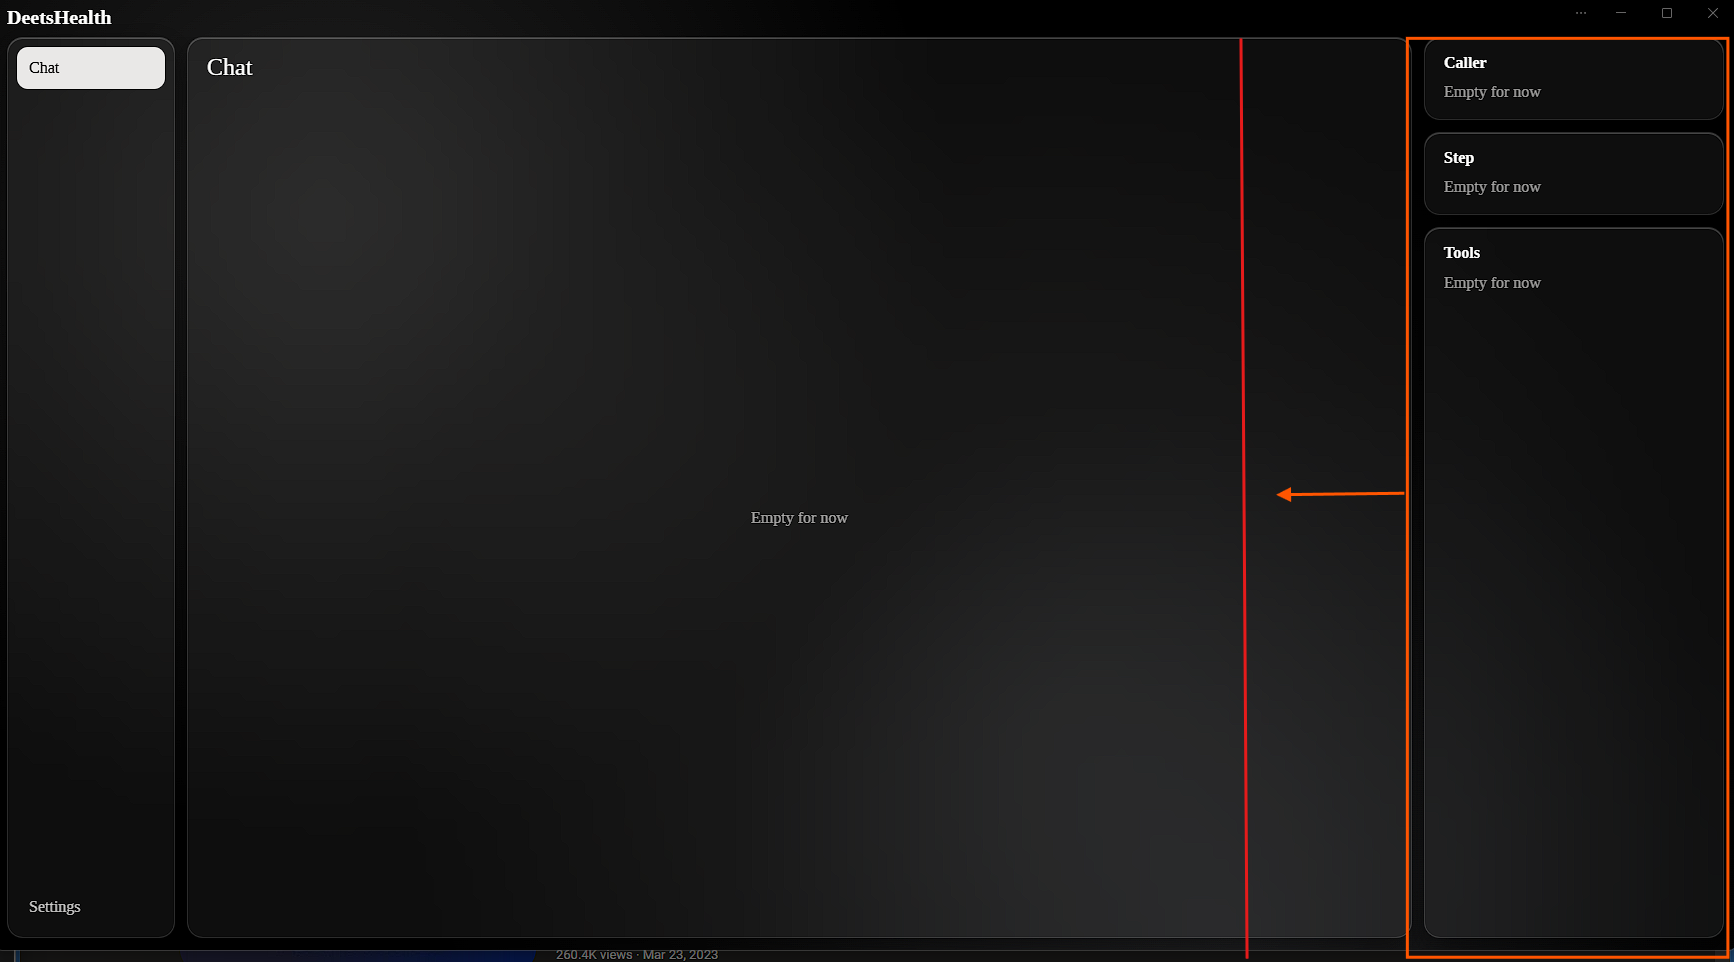 DeetsHealth
Chat
Settings
Chat
Empty for now
Caller
Empty for now
Step
Empty for now
Tools
Empty for now
260.4K views · Mar 23, 2023